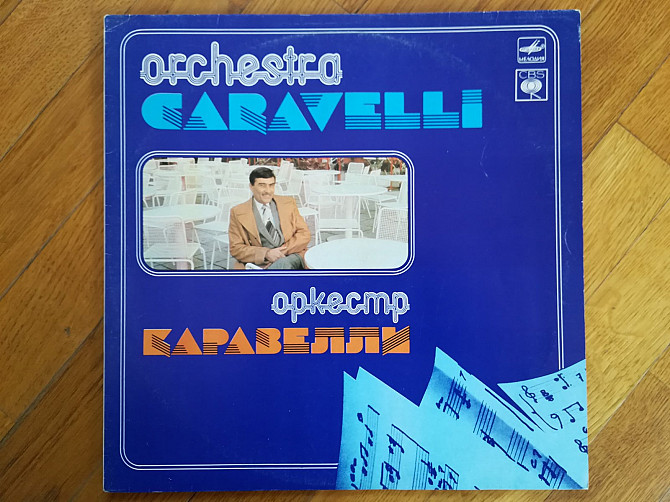 orchestra
CARAVELLI
МЕЛОДИЯ
CBS
оркестр
КАРАВЕЛЛИ